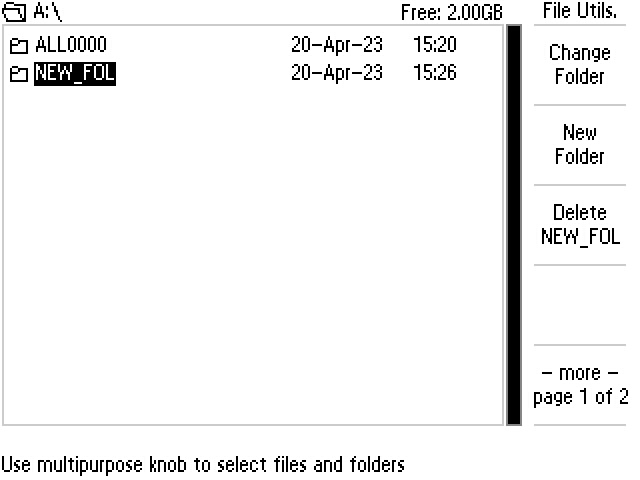 A:\ Free: 2.00GB File Utils.
ALL0000 20-Apr-23 15:20
NEW_FOL 20-Apr-23 15:26
Change
Folder
New
Folder
Delete
NEW_FOL
- more -
page 1 of 2
Use multipurpose knob to select files and folders